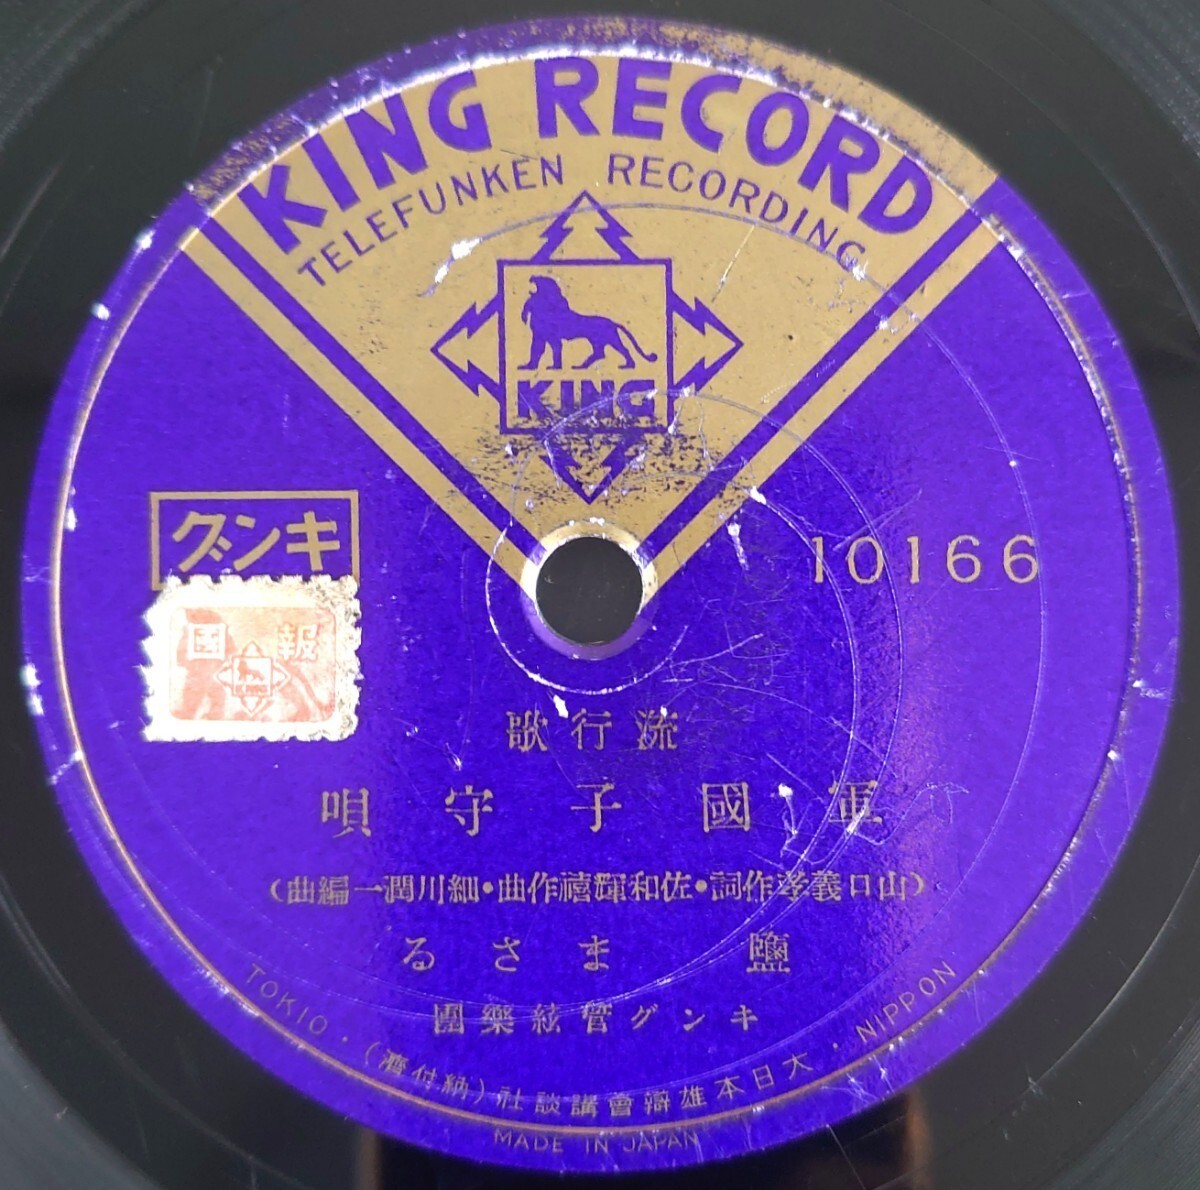 KING RECORD
TELEFUNKEN RECORDING
KING
キング
10166
報国
KING
流行歌
軍國子守唄
(山口義孝作詞・佐和輝禧作曲・細川潤一編曲)
鹽まさる
キング管絃樂團
TOKIO・大日本雄辯會講談社(納付濟)・NIPPON
MADE IN JAPAN